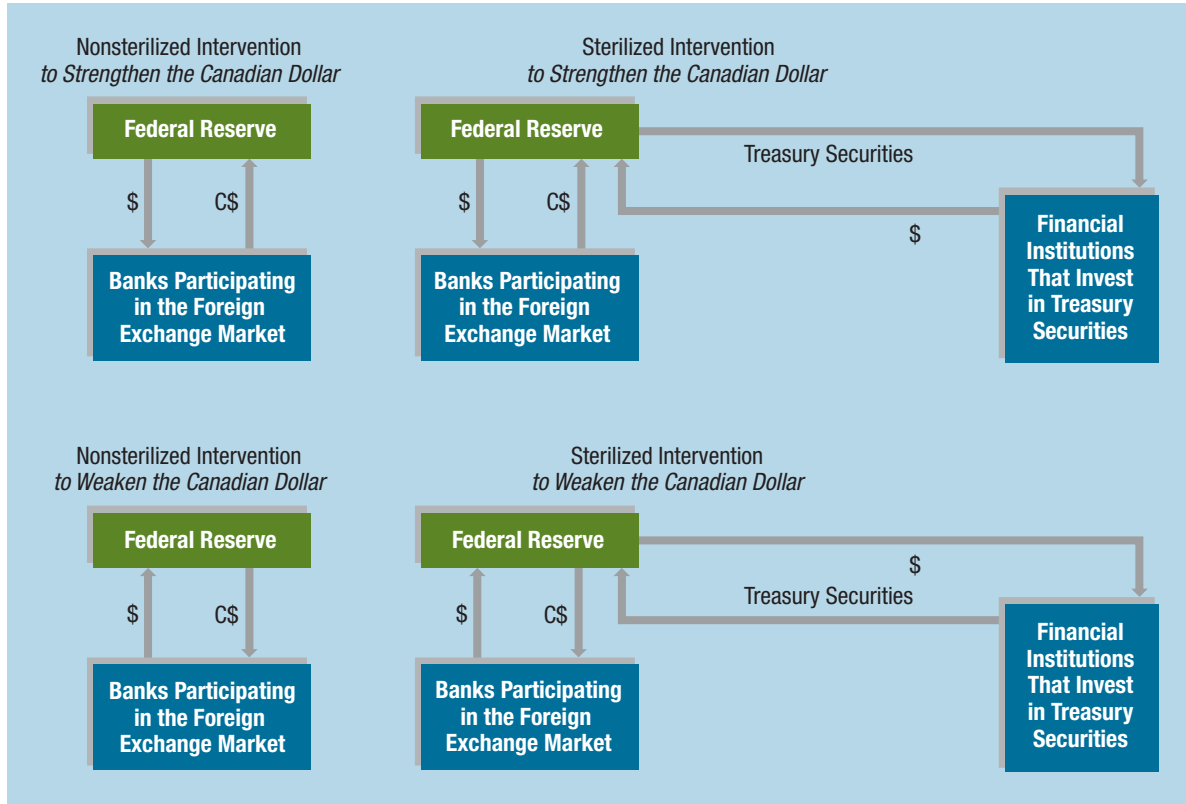 Nonsterilized Intervention
to Strengthen the Canadian Dollar
Federal Reserve
$ C$
Banks Participating
in the Foreign
Exchange Market
Sterilized Intervention
to Strengthen the Canadian Dollar
Federal Reserve
$ C$
Banks Participating
in the Foreign
Exchange Market
Treasury Securities
$
Financial
Institutions
That Invest
in Treasury
Securities
Nonsterilized Intervention
to Weaken the Canadian Dollar
Federal Reserve
$ C$
Banks Participating
in the Foreign
Exchange Market
Sterilized Intervention
to Weaken the Canadian Dollar
Federal Reserve
$ C$
Banks Participating
in the Foreign
Exchange Market
$
Treasury Securities
Financial
Institutions
That Invest
in Treasury
Securities